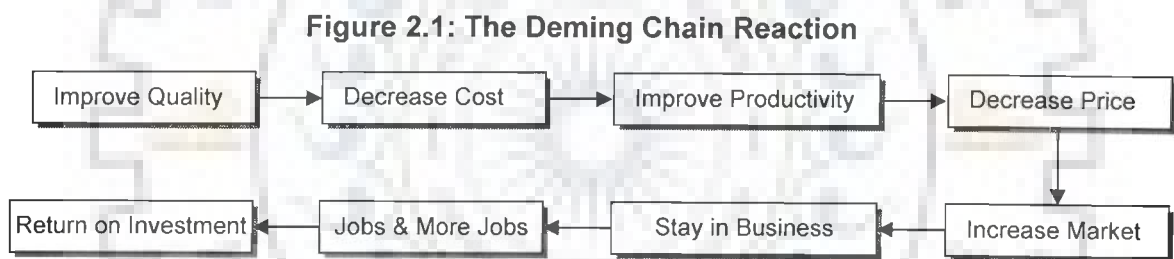 Figure 2.1: The Deming Chain Reaction
Improve Quality
Decrease Cost
Improve Productivity
Decrease Price
Increase Market
Stay in Business
Jobs & More Jobs
Return on Investment